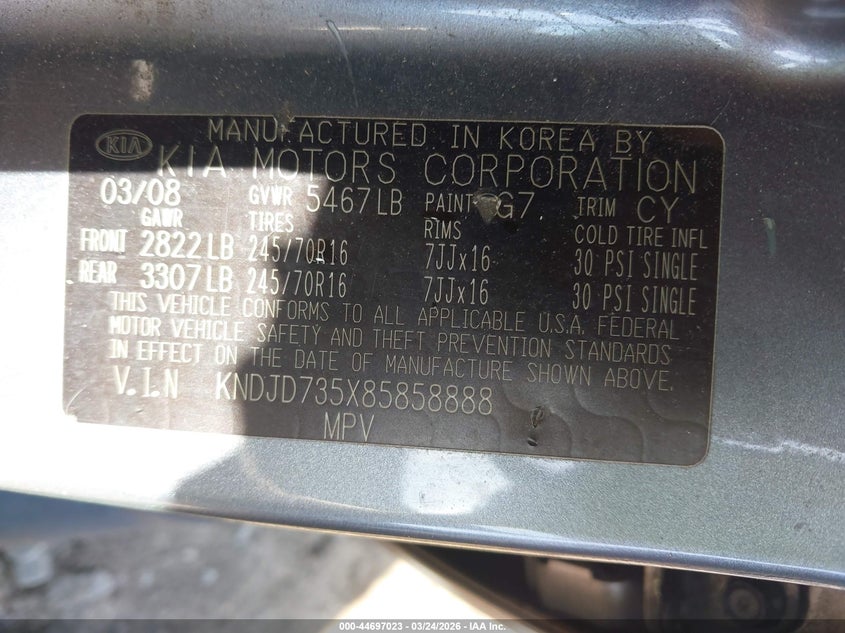 MANUFACTURED IN KOREA BY
KIA KIA MOTORS CORPORATION
03/08 GVWR 5467LB PAINT G7 TRIM CY
GAWR TIRES RIMS COLD TIRE INFL
FRONT 2822LB 245/70R16 7JJx16 30 PSI SINGLE
REAR 3307LB 245/70R16 7JJx16 30 PSI SINGLE
THIS VEHICLE CONFORMS TO ALL APPLICABLE U.S.A. FEDERAL
MOTOR VEHICLE SAFETY AND THEFT PREVENTION STANDARDS
IN EFFECT ON THE DATE OF MANUFACTURE SHOWN ABOVE.
V.I.N KNDJD735X85858888
MPV
000-44697023 - 03/24/2026 - IAA Inc.